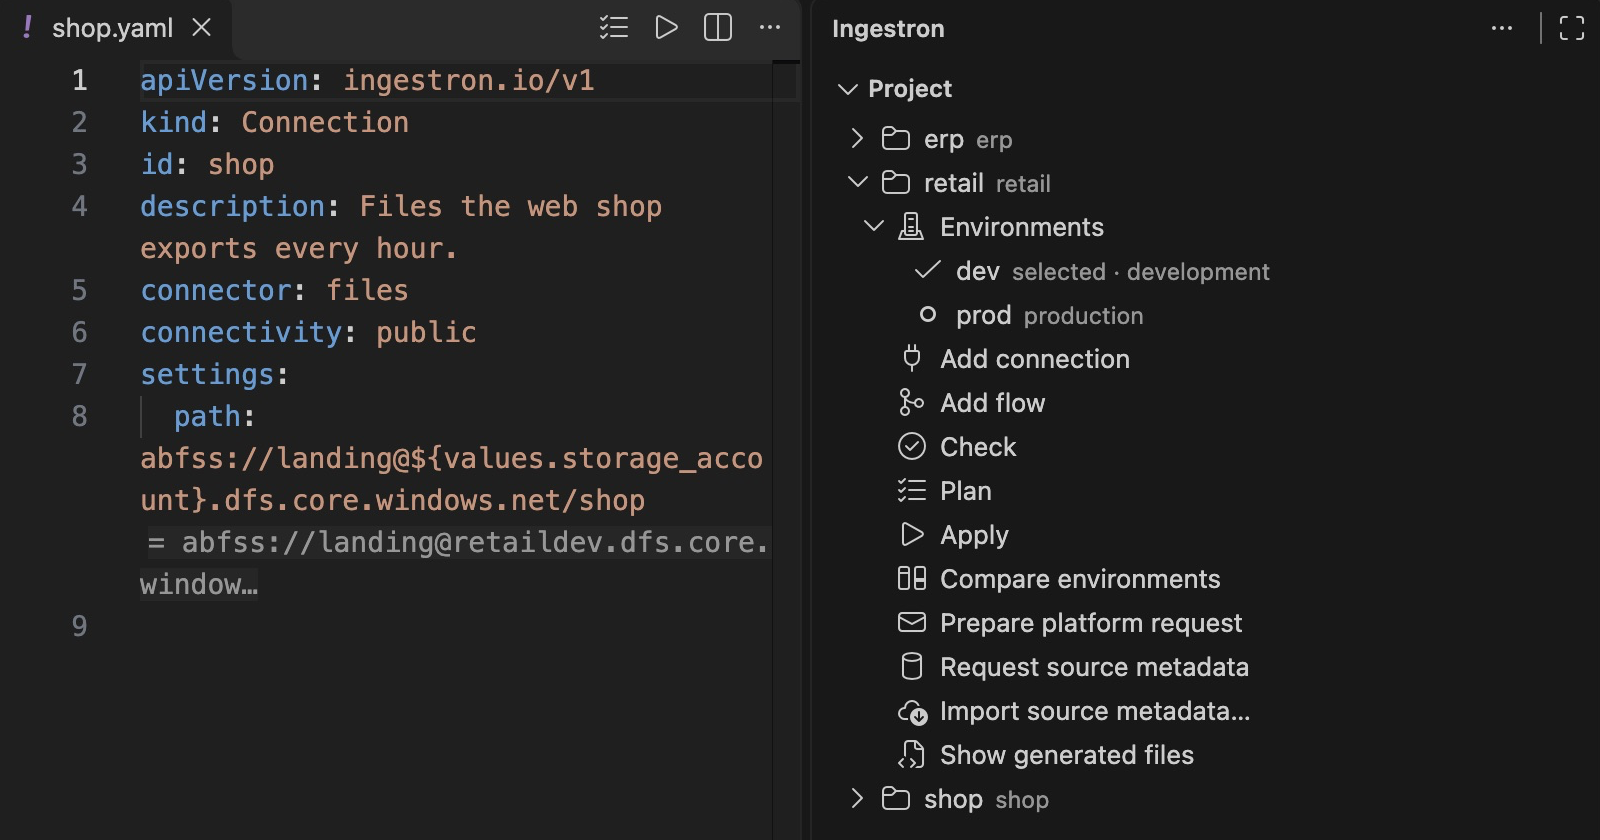 shop.yaml
1 apiVersion: ingestron.io/v1
2 kind: Connection
3 id: shop
4 description: Files the web shop
exports every hour.
5 connector: files
6 connectivity: public
7 settings:
8 path:
abfss://landing@${values.storage_acco
unt}.dfs.core.windows.net/shop
= abfss://landing@retaildev.dfs.core.
window…
9
Ingestron
Project
erp erp
retail retail
Environments
dev selected · development
prod production
Add connection
Add flow
Check
Plan
Apply
Compare environments
Prepare platform request
Request source metadata
Import source metadata...
Show generated files
shop shop